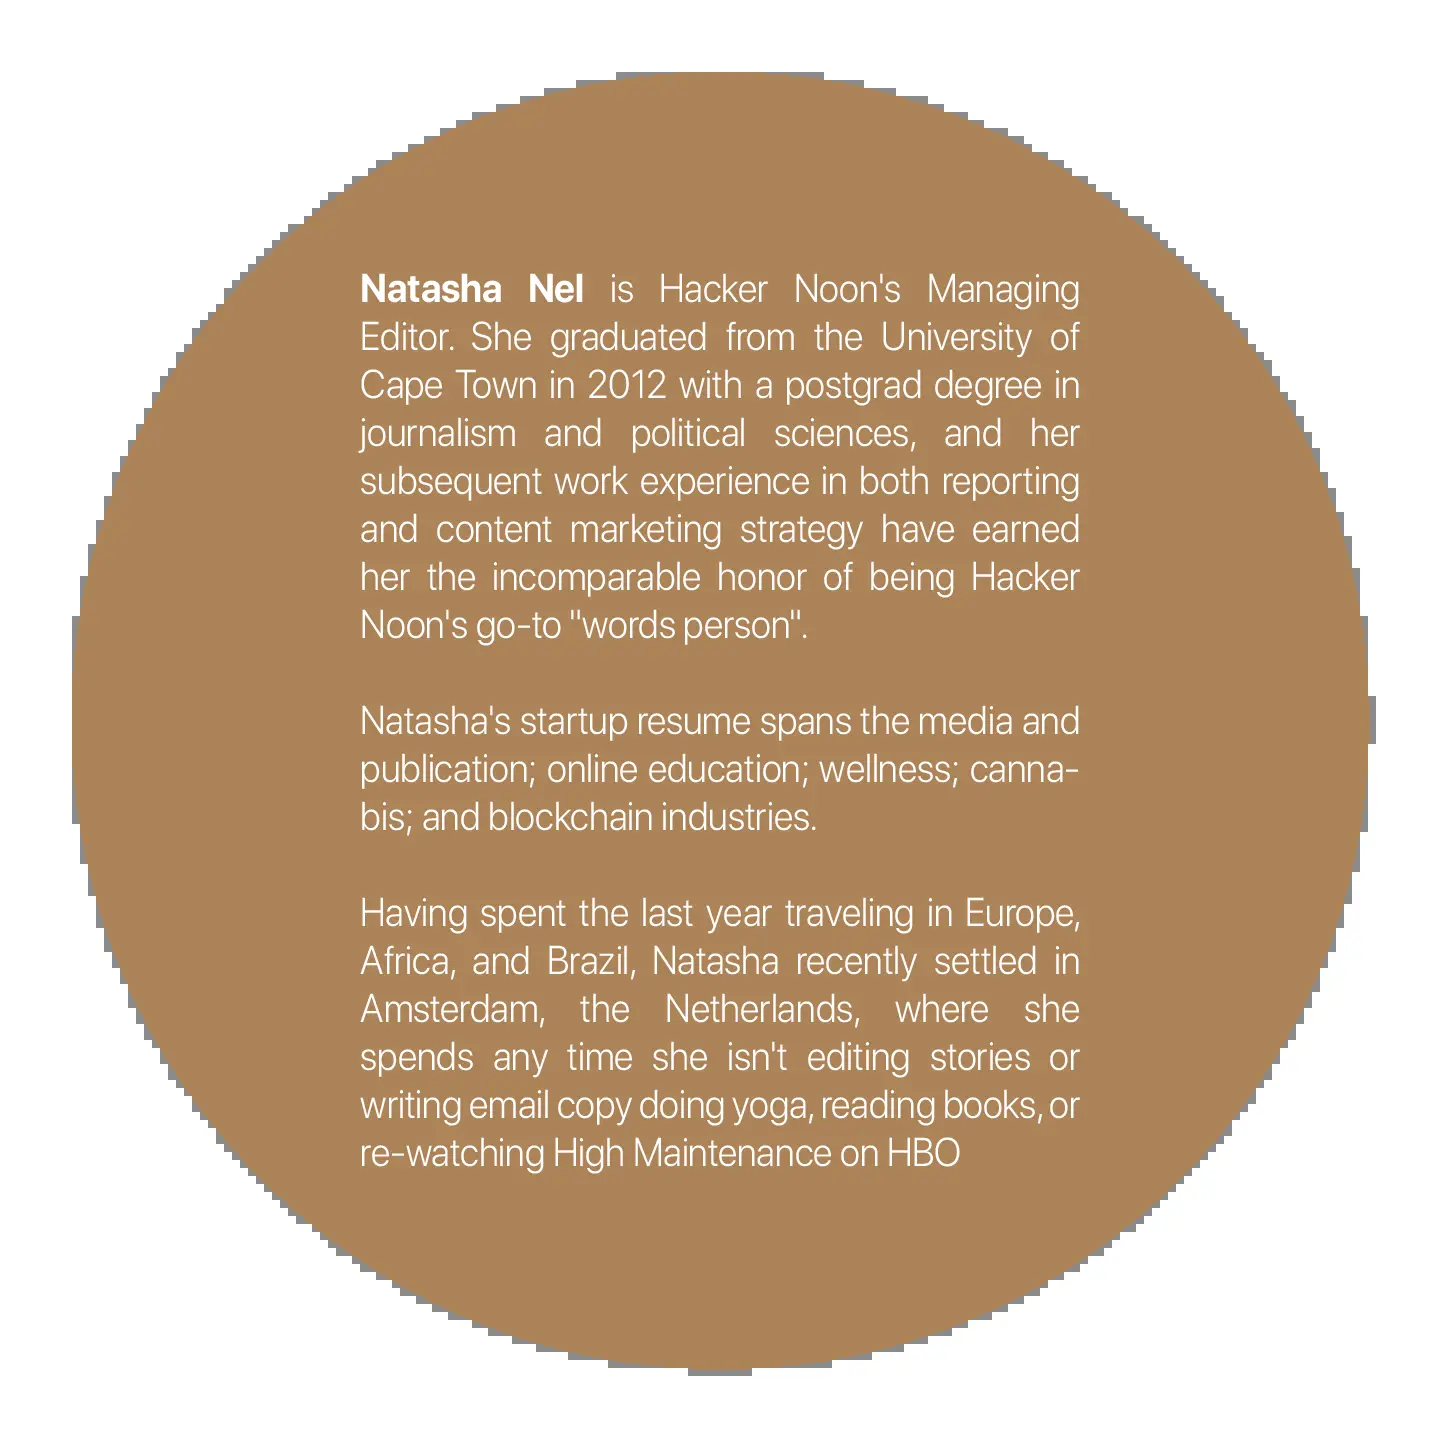 Natasha Nel is Hacker Noon's Managing
Editor. She graduated from the University of
Cape Town in 2012 with a postgrad degree in
journalism and political sciences, and her
subsequent work experience in both reporting
and content marketing strategy have earned
her the incomparable honor of being Hacker
Noon's go-to "words person".
Natasha's startup resume spans the media and
publication; online education; wellness; canna-
bis; and blockchain industries.
Having spent the last year traveling in Europe,
Africa, and Brazil, Natasha recently settled in
Amsterdam, the Netherlands, where she
spends any time she isn't editing stories or
writing email copy doing yoga, reading books, or
re-watching High Maintenance on HBO